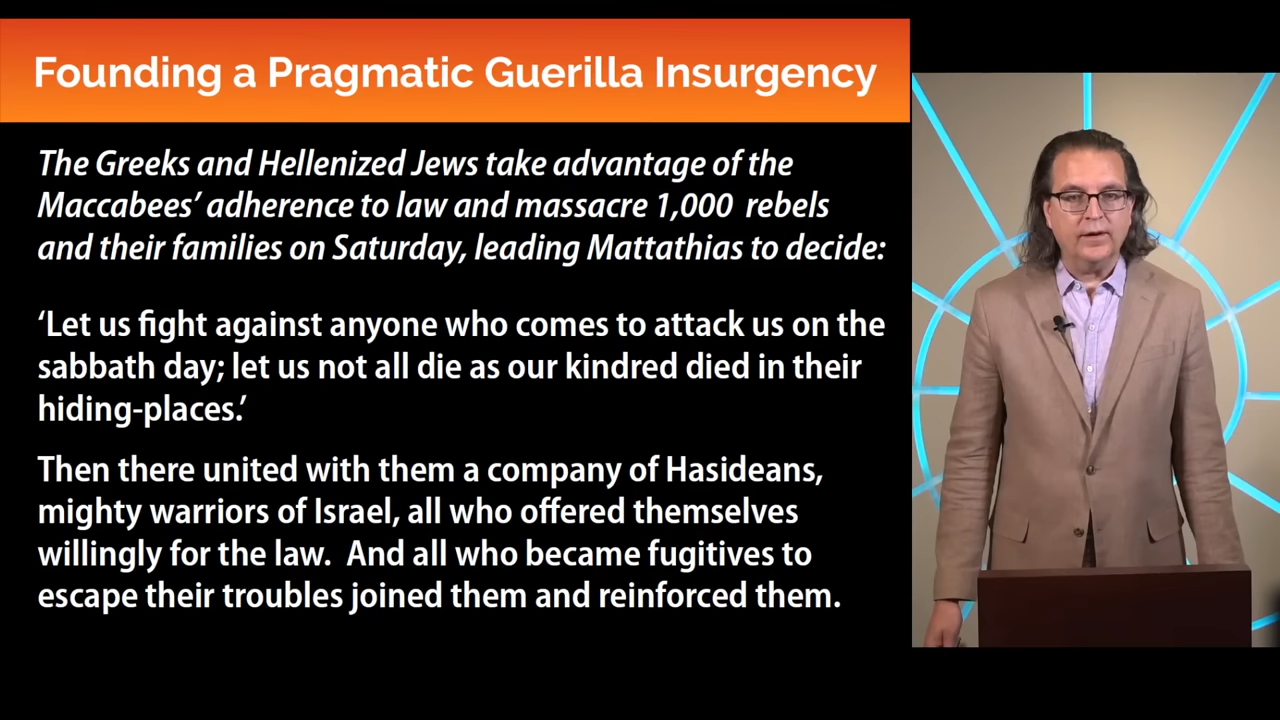 Founding a Pragmatic Guerilla Insurgency
The Greeks and Hellenized Jews take advantage of the
Maccabees’ adherence to law and massacre 1,000 rebels
and their families on Saturday, leading Mattathias to decide:
‘Let us fight against anyone who comes to attack us on the
sabbath day; let us not all die as our kindred died in their
hiding-places.’
Then there united with them a company of Hasideans,
mighty warriors of Israel, all who offered themselves
willingly for the law. And all who became fugitives to
escape their troubles joined them and reinforced them.